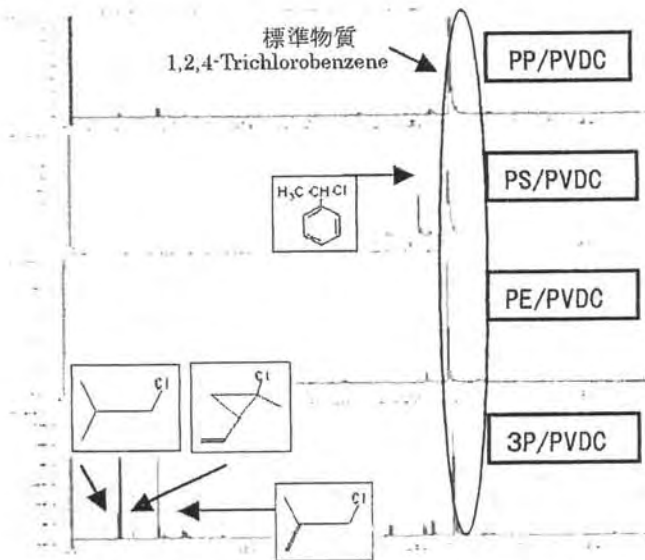 標準物質
1,2,4-Trichlorobenzene
PP/PVDC
H₃C-CH-Cl
PS/PVDC
PE/PVDC
Cl
Cl
3P/PVDC
Cl